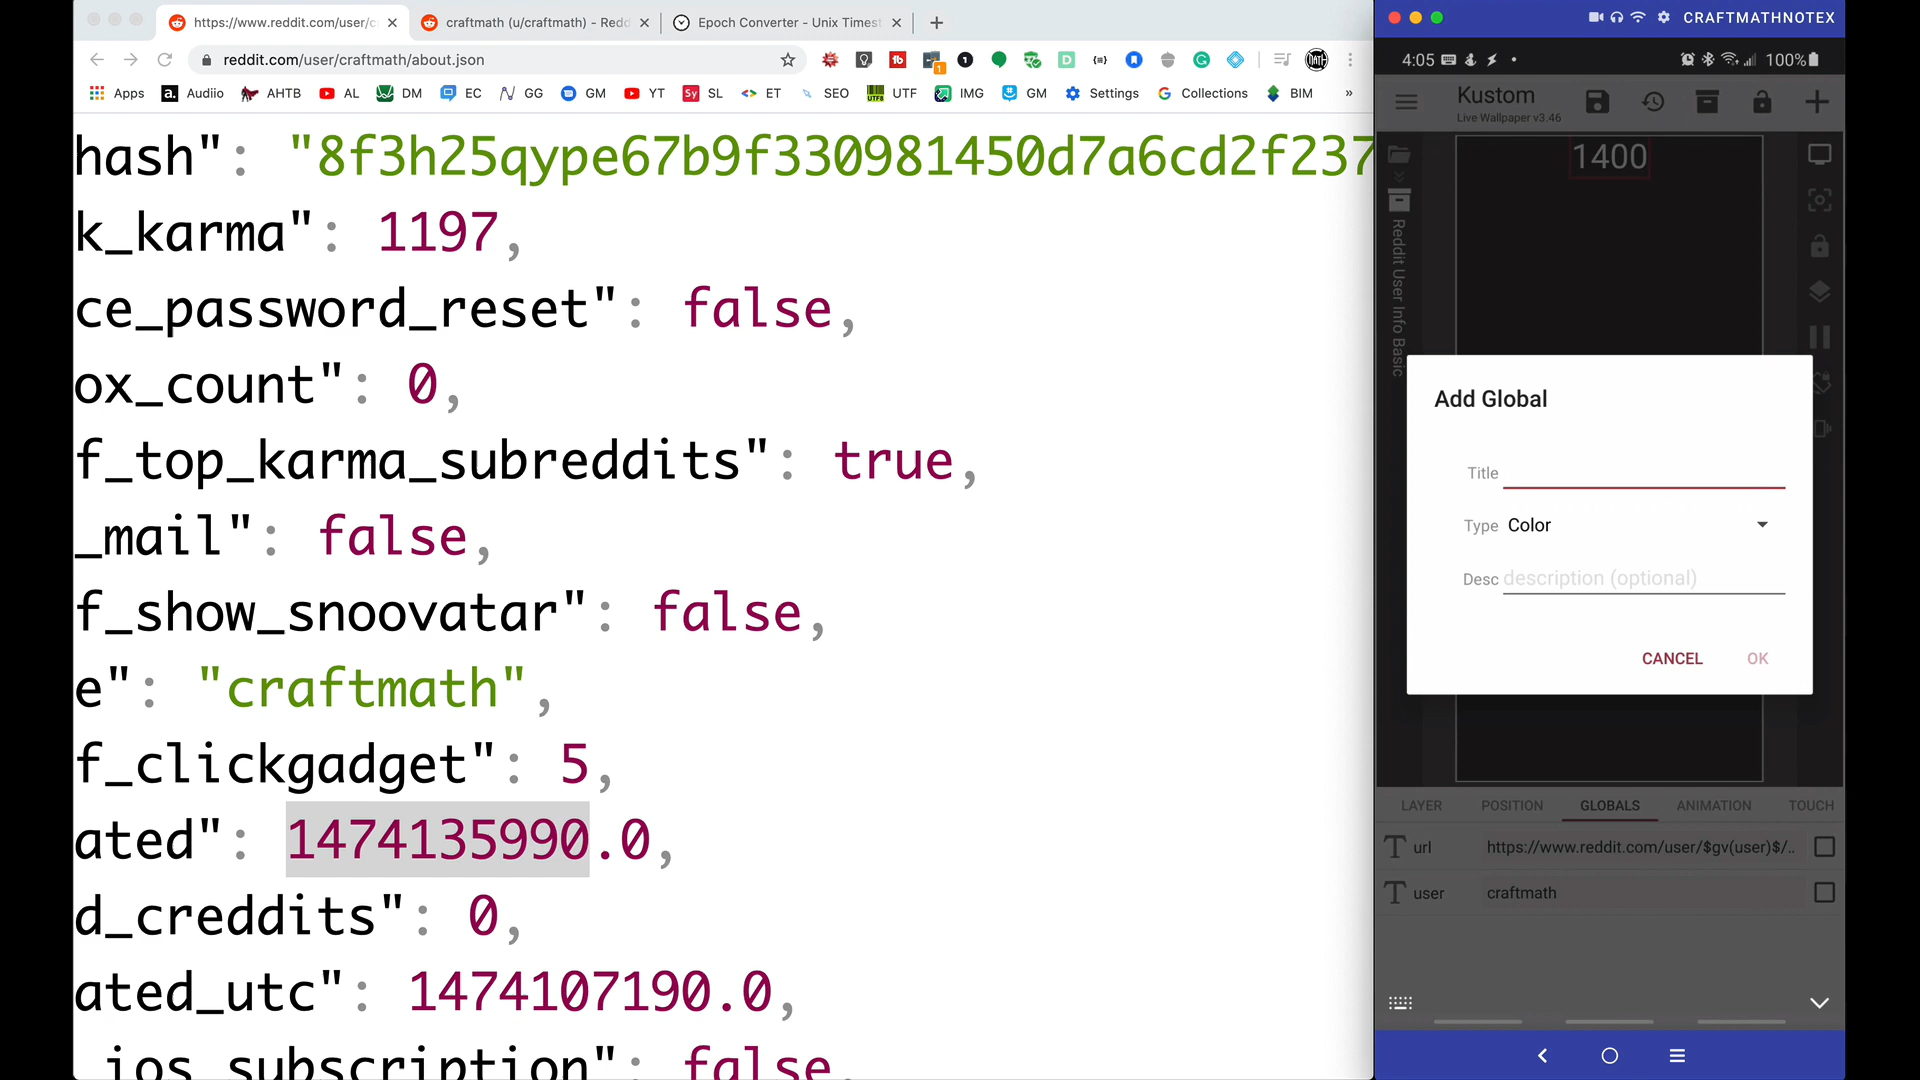 https://www.reddit.com/user/c
craftmath (u/craftmath) - Redd
Epoch Converter - Unix Timest
reddit.com/user/craftmath/about.json
Apps
Audiio
AHTB
AL
DM
EC
GG
GM
YT
SL
ET
SEO
UTF
IMG
GM
Settings
Collections
BIM
»
hash": "8f3h25qype67b9f330981450d7a6cd2f237
k_karma": 1197,
ce_password_reset": false,
ox_count": 0,
f_top_karma_subreddits": true,
_mail": false,
f_show_snoovatar": false,
e": "craftmath",
f_clickgadget": 5,
ated": 1474135990.0,
d_creddits": 0,
ated_utc": 1474107190.0,
_ios_subscription": false,
CRAFTMATHNOTEX
4:05
100%
Kustom
Live Wallpaper v3.46
1400
Reddit User Info Basic
Add Global
Title
Type Color
Desc description (optional)
CANCEL OK
LAYER POSITION GLOBALS ANIMATION TOUCH
url https://www.reddit.com/user/$gv(user)$/..
user craftmath